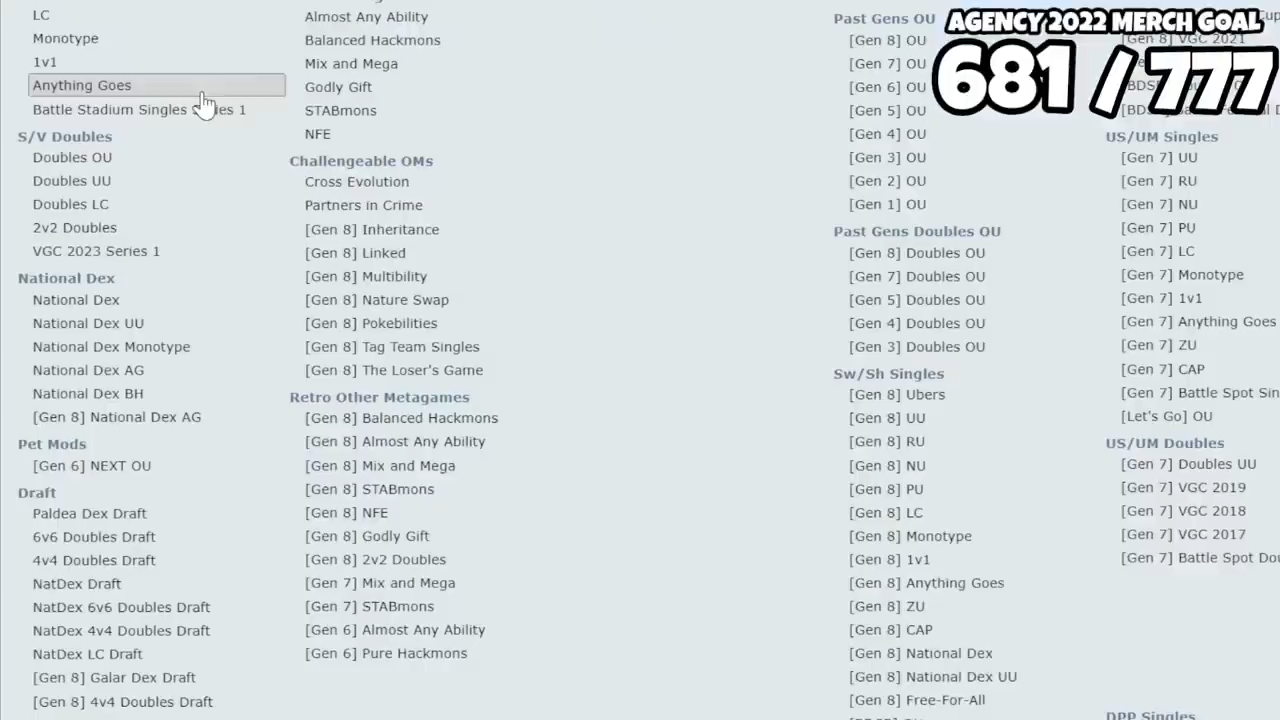 LC
Monotype
1v1
Anything Goes
Battle Stadium Singles Series 1
S/V Doubles
Doubles OU
Doubles UU
Doubles LC
2v2 Doubles
VGC 2023 Series 1
National Dex
National Dex
National Dex UU
National Dex Monotype
National Dex AG
National Dex BH
[Gen 8] National Dex AG
Pet Mods
[Gen 6] NEXT OU
Draft
Paldea Dex Draft
6v6 Doubles Draft
4v4 Doubles Draft
NatDex Draft
NatDex 6v6 Doubles Draft
NatDex 4v4 Doubles Draft
NatDex LC Draft
[Gen 8] Galar Dex Draft
[Gen 8] 4v4 Doubles Draft
Almost Any Ability
Balanced Hackmons
Mix and Mega
Godly Gift
STABmons
NFE
Challengeable OMs
Cross Evolution
Partners in Crime
[Gen 8] Inheritance
[Gen 8] Linked
[Gen 8] Multibility
[Gen 8] Nature Swap
[Gen 8] Pokebilities
[Gen 8] Tag Team Singles
[Gen 8] The Loser's Game
Retro Other Metagames
[Gen 8] Balanced Hackmons
[Gen 8] Almost Any Ability
[Gen 8] Mix and Mega
[Gen 8] STABmons
[Gen 8] NFE
[Gen 8] Godly Gift
[Gen 8] 2v2 Doubles
[Gen 7] Mix and Mega
[Gen 7] STABmons
[Gen 6] Almost Any Ability
[Gen 6] Pure Hackmons
Past Gens OU
[Gen 8] OU
[Gen 7] OU
[Gen 6] OU
[Gen 5] OU
[Gen 4] OU
[Gen 3] OU
[Gen 2] OU
[Gen 1] OU
Past Gens Doubles OU
[Gen 8] Doubles OU
[Gen 7] Doubles OU
[Gen 5] Doubles OU
[Gen 4] Doubles OU
[Gen 3] Doubles OU
Sw/Sh Singles
[Gen 8] Ubers
[Gen 8] UU
[Gen 8] RU
[Gen 8] NU
[Gen 8] PU
[Gen 8] LC
[Gen 8] Monotype
[Gen 8] 1v1
[Gen 8] Anything Goes
[Gen 8] ZU
[Gen 8] CAP
[Gen 8] National Dex
[Gen 8] National Dex UU
[Gen 8] Free-For-All
AGENCY 2022 MERCH GOAL
681 / 777
[Gen 8] VGC 2021
US/UM Singles
[Gen 7] UU
[Gen 7] RU
[Gen 7] NU
[Gen 7] PU
[Gen 7] LC
[Gen 7] Monotype
[Gen 7] 1v1
[Gen 7] Anything Goes
[Gen 7] ZU
[Gen 7] CAP
[Gen 7] Battle Spot Sin
[Let's Go] OU
US/UM Doubles
[Gen 7] Doubles UU
[Gen 7] VGC 2019
[Gen 7] VGC 2018
[Gen 7] VGC 2017
[Gen 7] Battle Spot Dou
DPP Singles